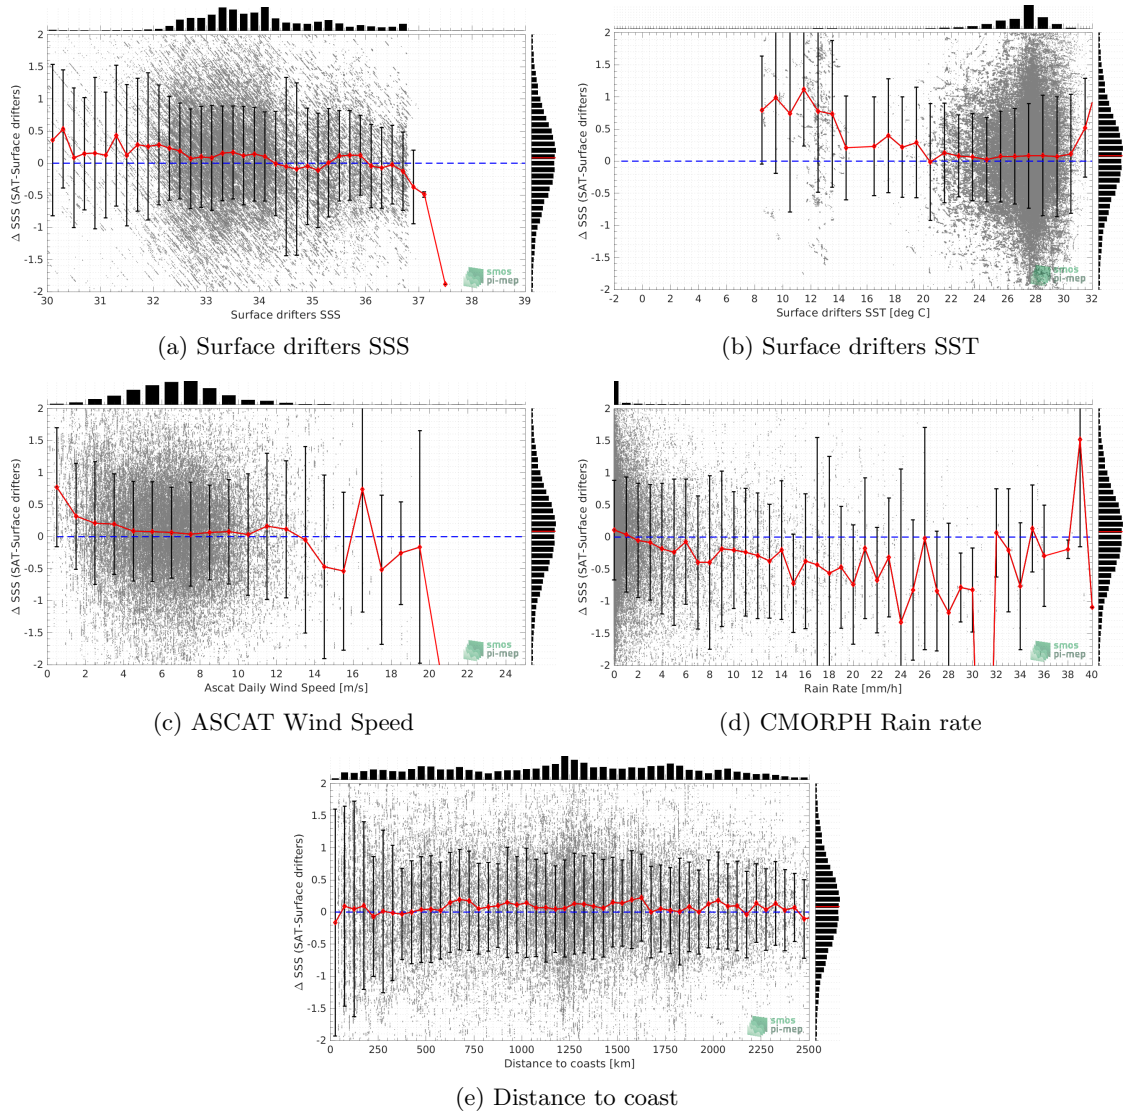 2
1.5
1
0.5
0
-0.5
-1
-1.5
-2
30 31 32 33 34 35 36 37 38 39
Δ SSS (SAT-Surface drifters)
Surface drifters SSS
smos
pi-mep
(a) Surface drifters SSS
2
1.5
1
0.5
0
-0.5
-1
-1.5
-2
-2 0 2 4 6 8 10 12 14 16 18 20 22 24 26 28 30 32
Δ SSS (SAT-Surface drifters)
Surface drifters SST [deg C]
smos
pi-mep
(b) Surface drifters SST
2
1.5
1
0.5
0
-0.5
-1
-1.5
-2
0 2 4 6 8 10 12 14 16 18 20 22 24
Δ SSS (SAT-Surface drifters)
Ascat Daily Wind Speed [m/s]
smos
pi-mep
(c) ASCAT Wind Speed
2
1.5
1
0.5
0
-0.5
-1
-1.5
-2
0 2 4 6 8 10 12 14 16 18 20 22 24 26 28 30 32 34 36 38 40
Δ SSS (SAT-Surface drifters)
Rain Rate [mm/h]
smos
pi-mep
(d) CMORPH Rain rate
2
1.5
1
0.5
0
-0.5
-1
-1.5
-2
0 250 500 750 1000 1250 1500 1750 2000 2250 2500
Δ SSS (SAT-Surface drifters)
Distance to coasts [km]
smos
pi-mep
(e) Distance to coast